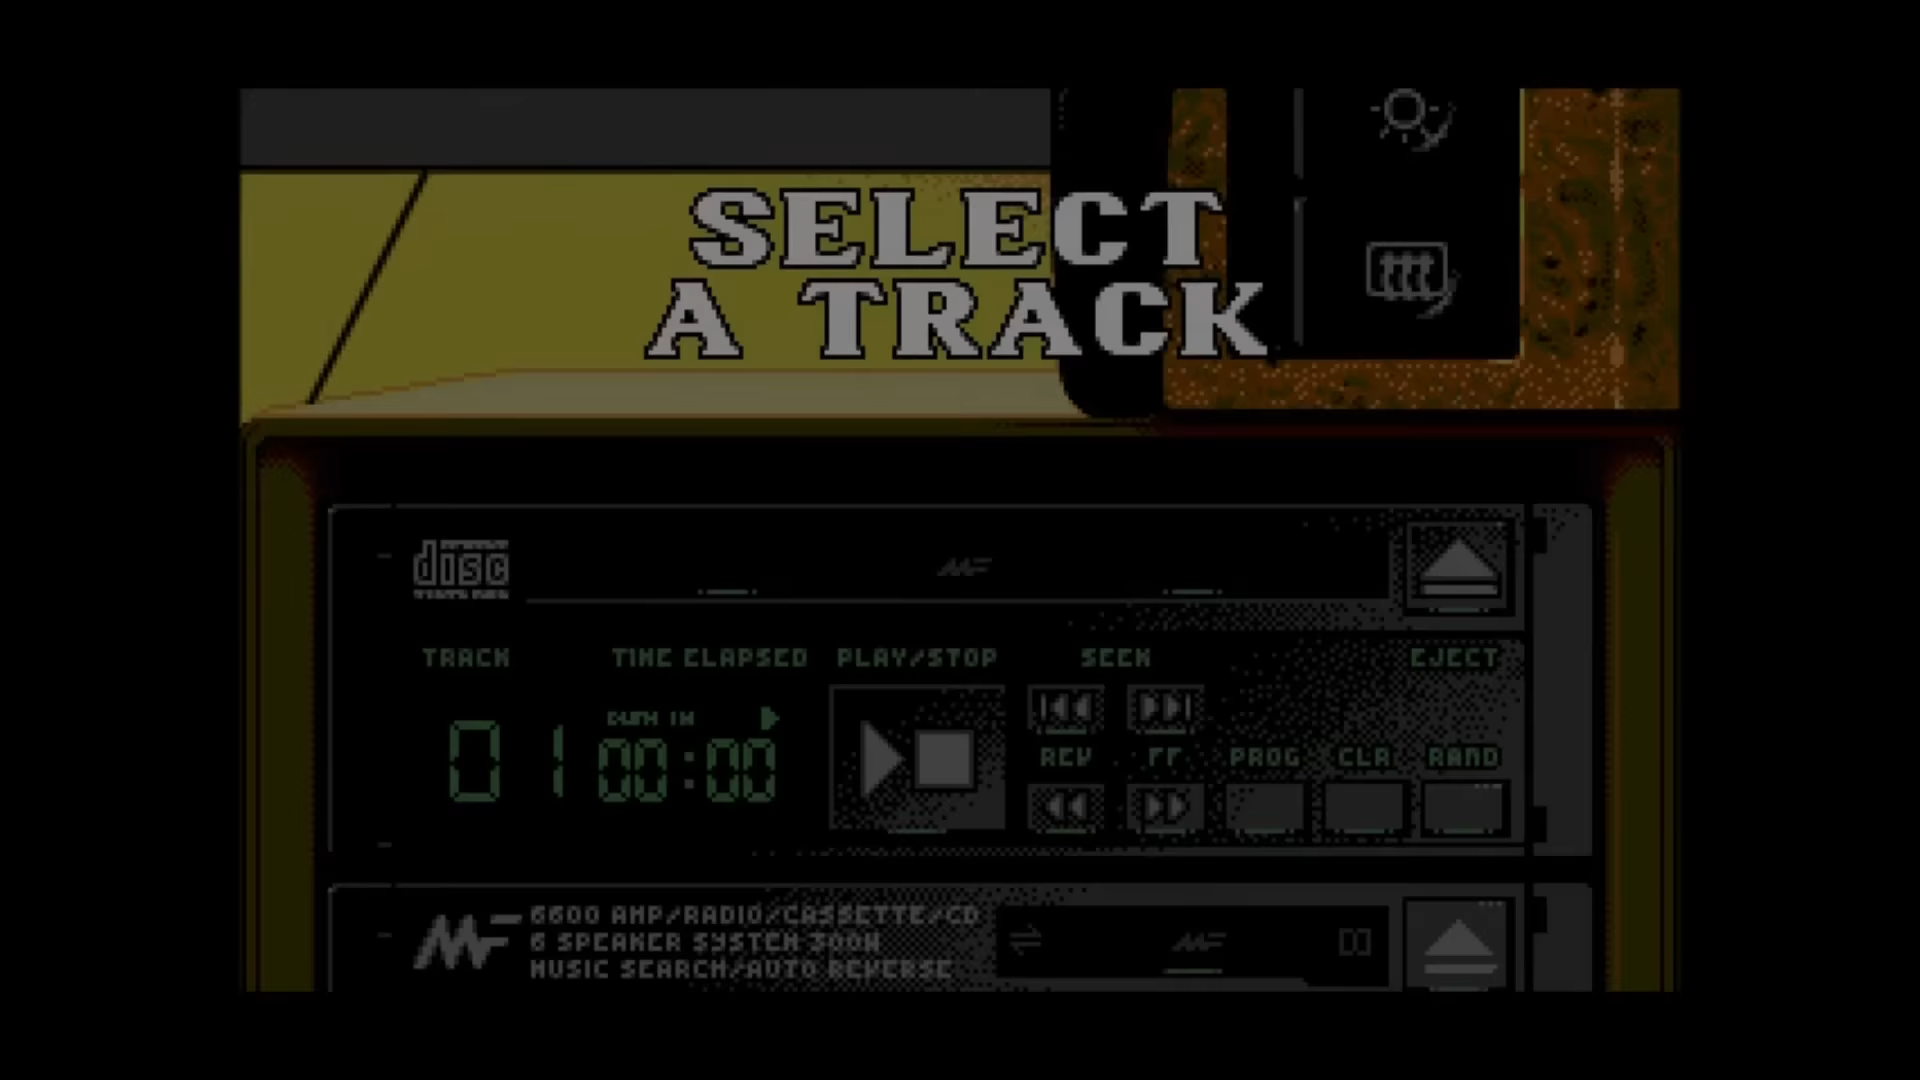 SELECT
A TRACK
disc
TRACK TIME ELAPSED PLAY/STOP SEEK EJECT
01 00:00
REV FF PROG CLR RAND
MF 6600 AMP/RADIO/CASSETTE/CD
6 SPEAKER SYSTEM 300W
MUSIC SEARCH/AUTO REVERSE